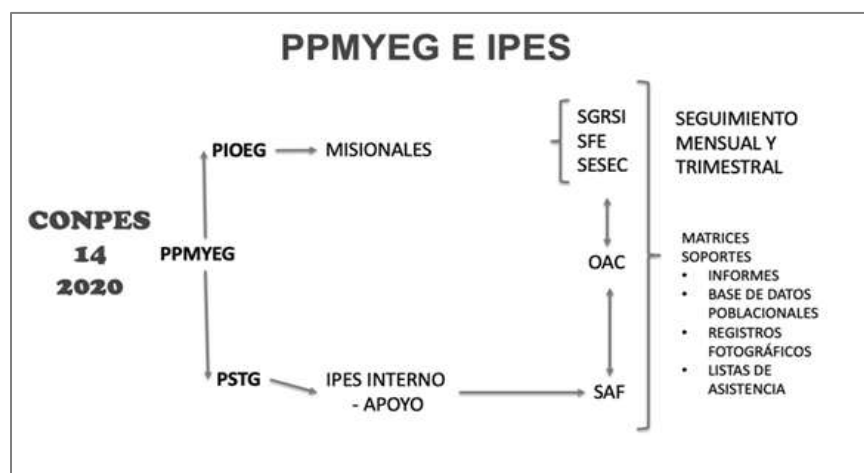 PPMYEG E IPES
CONPES
14
2020
PPMYEG
PIOEG
MISIONALES
PSTG
IPES INTERNO
- APOYO
SGRSI
SFE
SESEC
OAC
SAF
SEGUIMIENTO
MENSUAL Y
TRIMESTRAL
MATRICES
SOPORTES
• INFORMES
• BASE DE DATOS
POBLACIONALES
• REGISTROS
FOTOGRÁFICOS
• LISTAS DE
ASISTENCIA